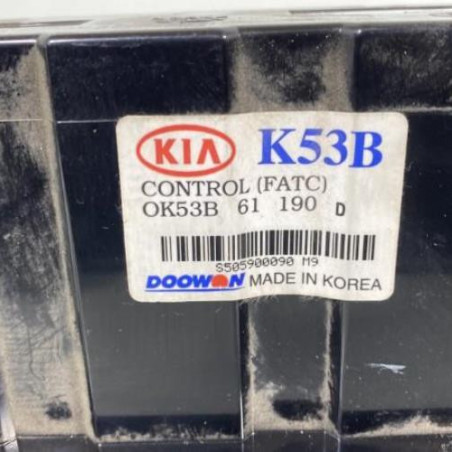 KIA K53B
CONTROL (FATC)
OK53B 61 190 D
S505900090 M9
DOOWON MADE IN KOREA